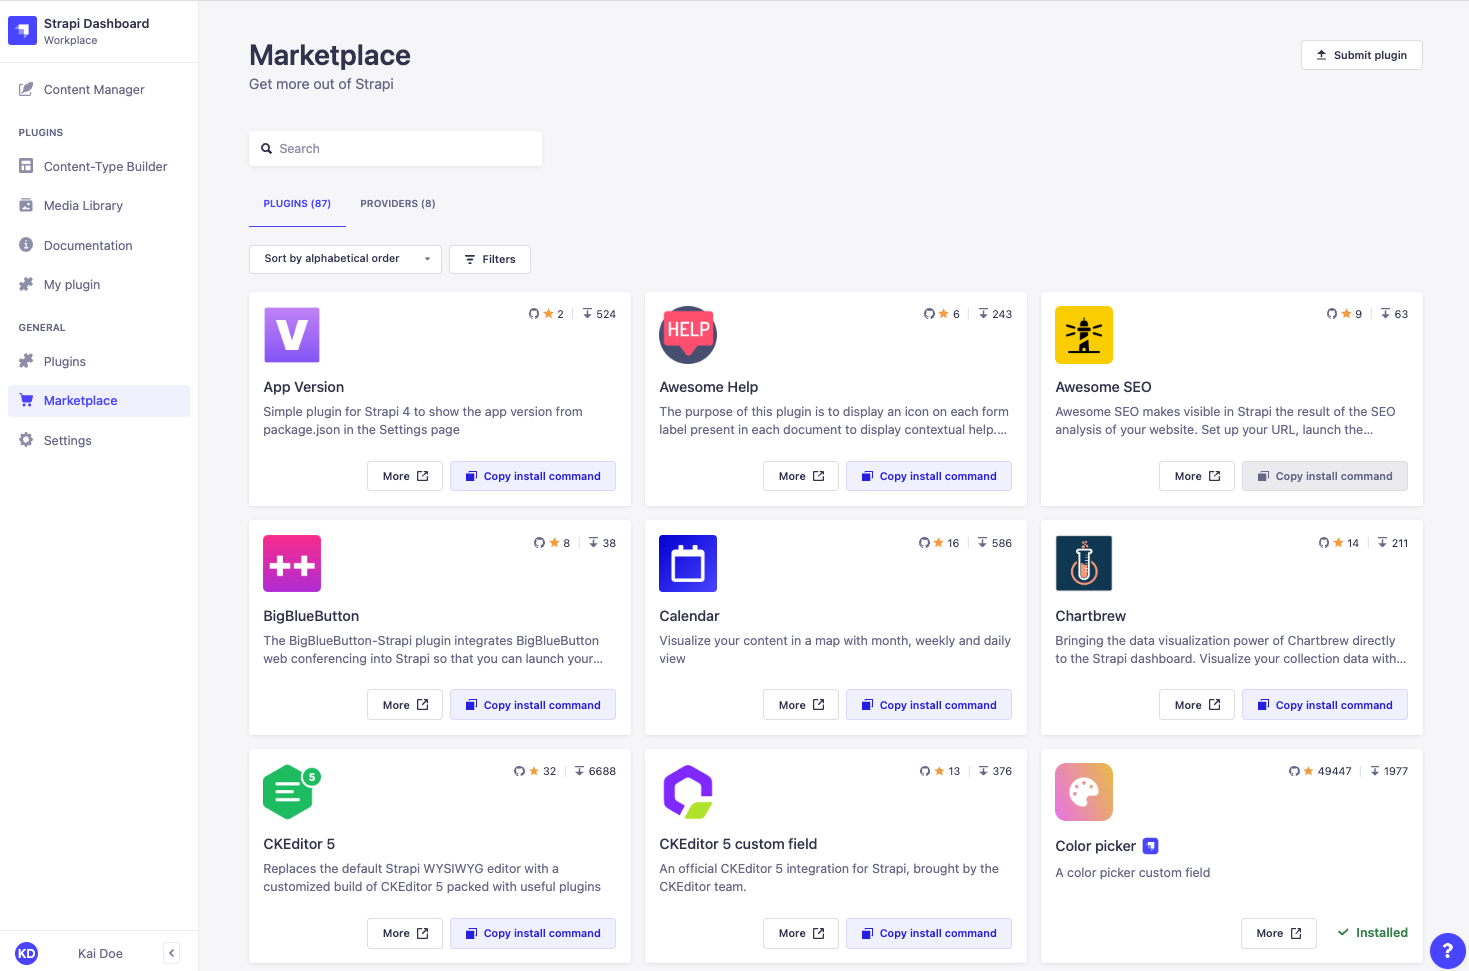 Strapi Dashboard
Workplace
Content Manager
PLUGINS
Content-Type Builder
Media Library
Documentation
My plugin
GENERAL
Plugins
Marketplace
Settings
KD
Kai Doe
Marketplace
Get more out of Strapi
Submit plugin
Search
PLUGINS (87)
PROVIDERS (8)
Sort by alphabetical order
Filters
V
2
524
App Version
Simple plugin for Strapi 4 to show the app version from
package.json in the Settings page
More
Copy install command
HELP
6
243
Awesome Help
The purpose of this plugin is to display an icon on each form
label present in each document to display contextual help....
More
Copy install command
9
63
Awesome SEO
Awesome SEO makes visible in Strapi the result of the SEO
analysis of your website. Set up your URL, launch the...
More
Copy install command
++
8
38
BigBlueButton
The BigBlueButton-Strapi plugin integrates BigBlueButton
web conferencing into Strapi so that you can launch your...
More
Copy install command
16
586
Calendar
Visualize your content in a map with month, weekly and daily
view
More
Copy install command
14
211
Chartbrew
Bringing the data visualization power of Chartbrew directly
to the Strapi dashboard. Visualize your collection data with...
More
Copy install command
5
32
6688
CKEditor 5
Replaces the default Strapi WYSIWYG editor with a
customized build of CKEditor 5 packed with useful plugins
More
Copy install command
13
376
CKEditor 5 custom field
An official CKEditor 5 integration for Strapi, brought by the
CKEditor team.
More
Copy install command
49447
1977
Color picker
A color picker custom field
More
Installed
?